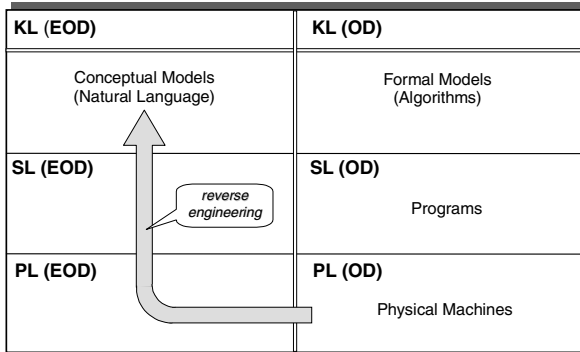 KL (EOD)
KL (OD)
Conceptual Models
(Natural Language)
Formal Models
(Algorithms)
SL (EOD)
SL (OD)
reverse
engineering
Programs
PL (EOD)
PL (OD)
Physical Machines